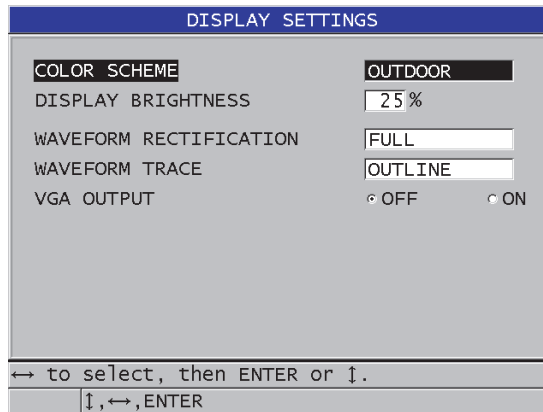 DISPLAY SETTINGS
COLOR SCHEME OUTDOOR
DISPLAY BRIGHTNESS 25%
WAVEFORM RECTIFICATION FULL
WAVEFORM TRACE OUTLINE
VGA OUTPUT OFF ON
↔ to select, then ENTER or ↕.
↕,↔,ENTER